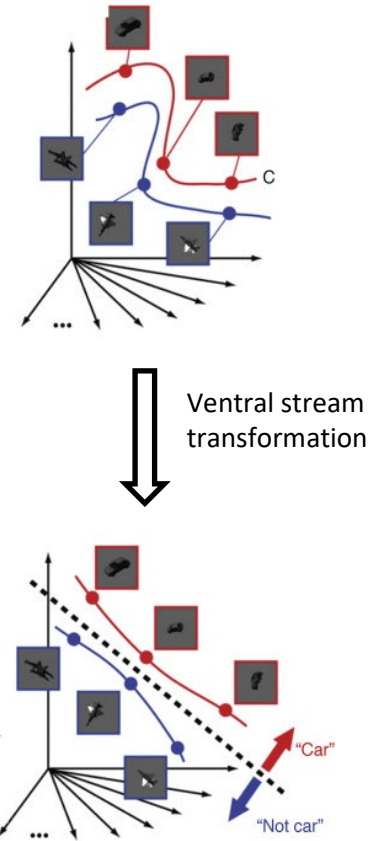 C
...
Ventral stream
transformation
"Car"
"Not car"
...